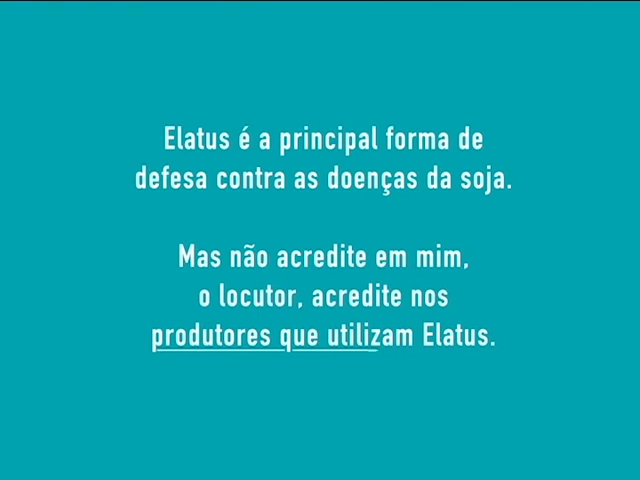 Elatus é a principal forma de
defesa contra as doenças da soja.
Mas não acredite em mim,
o locutor, acredite nos
produtores que utilizam Elatus.